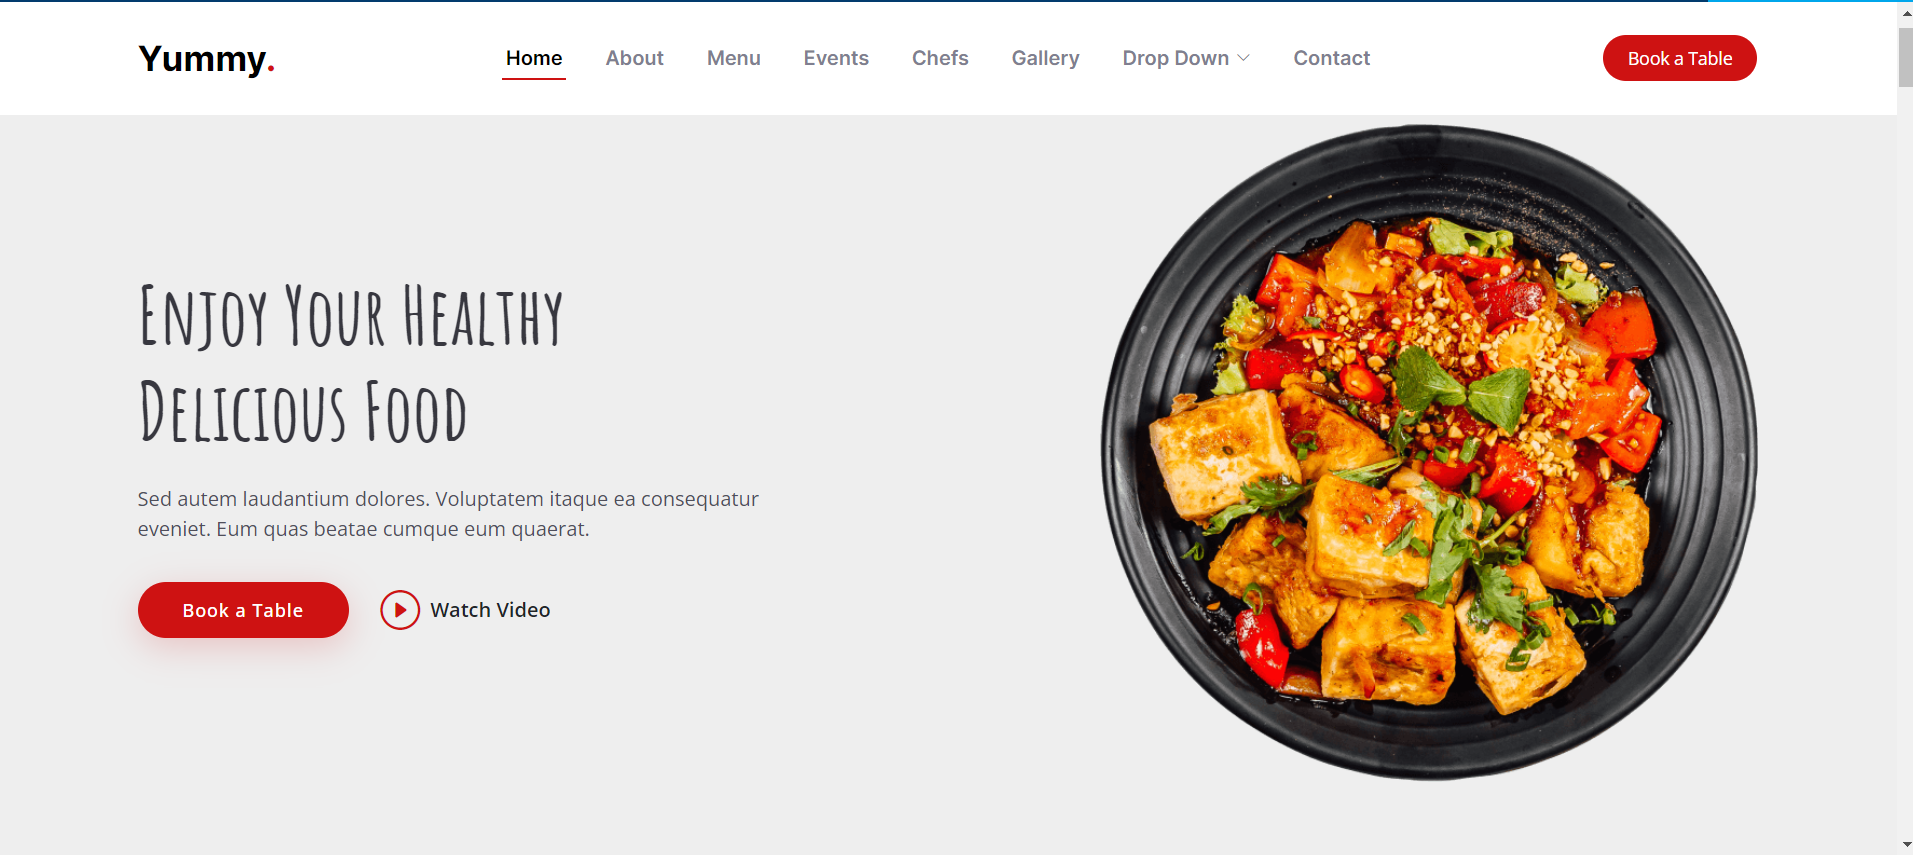 Yummy.
Home About Menu Events Chefs Gallery Drop Down Contact
Book a Table
Enjoy Your Healthy
Delicious Food
Sed autem laudantium dolores. Voluptatem itaque ea consequatur
eveniet. Eum quas beatae cumque eum quaerat.
Book a Table Watch Video